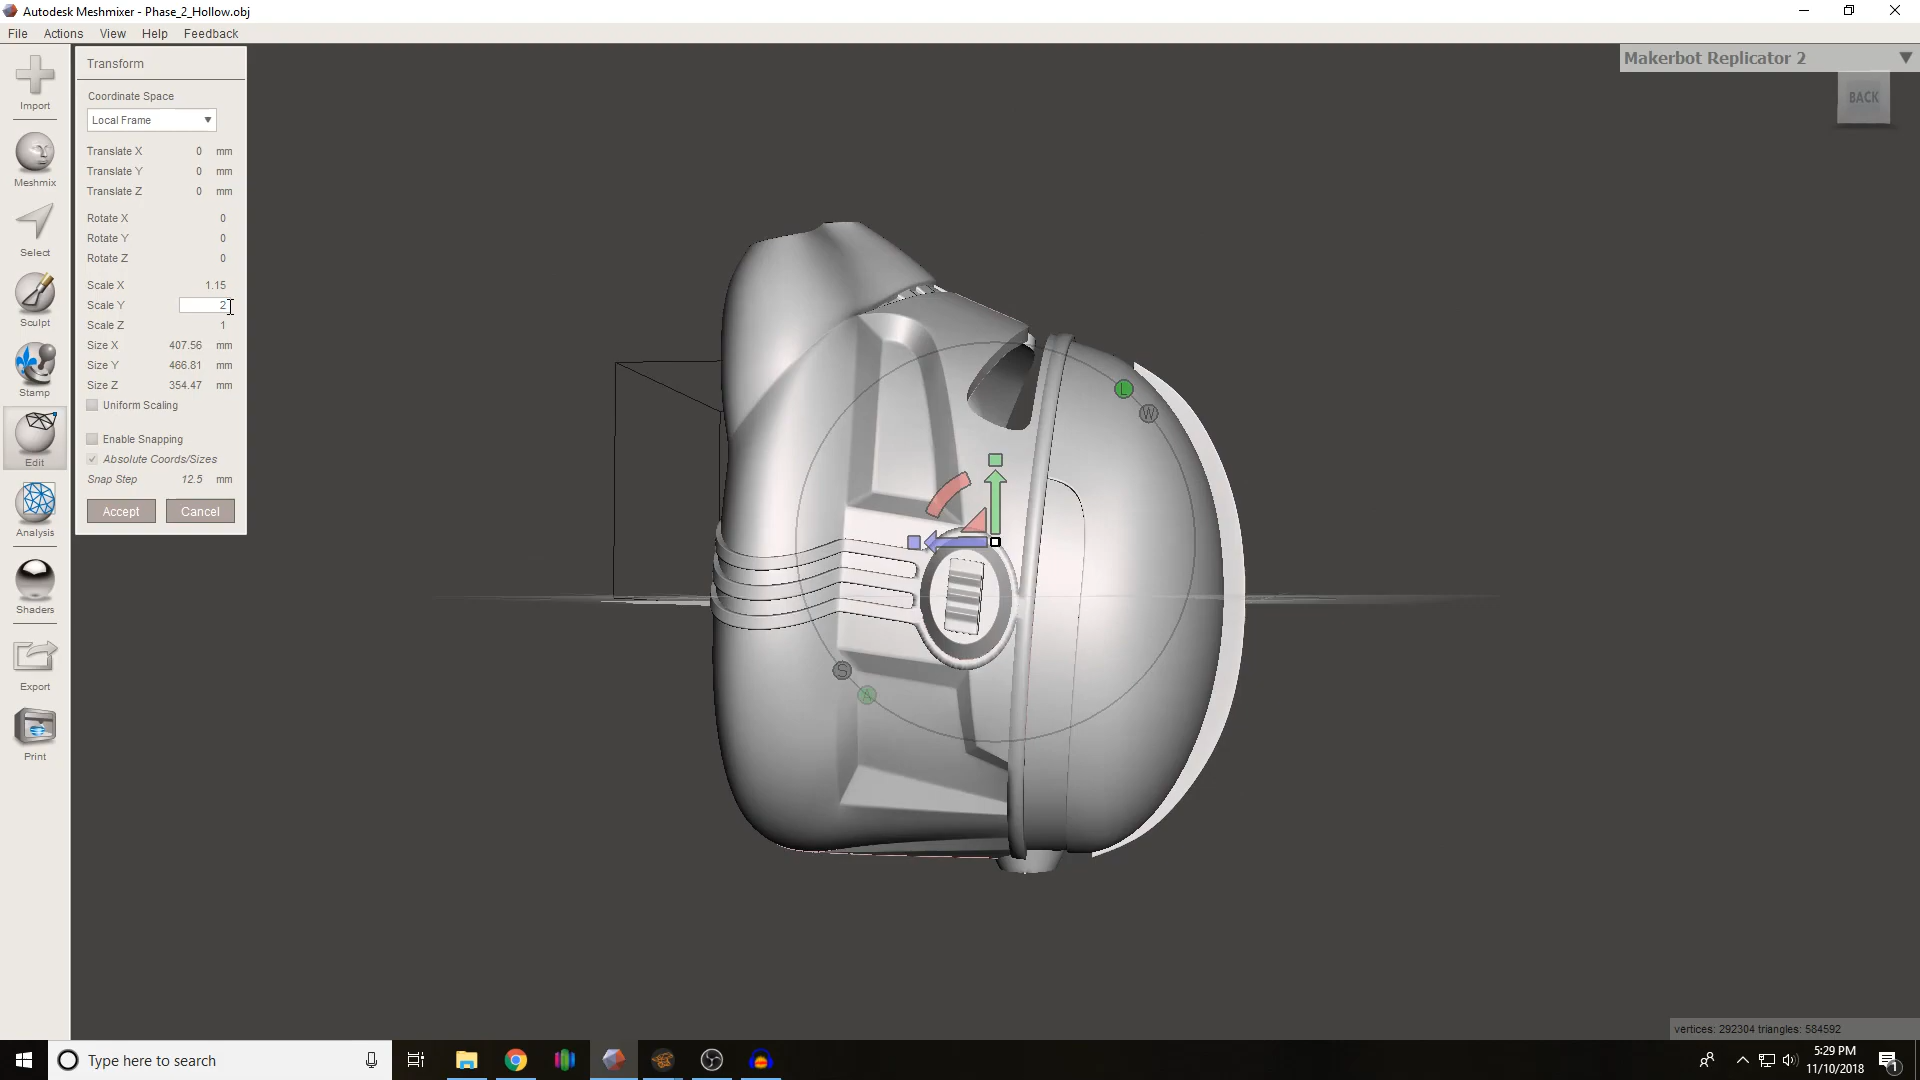 Autodesk Meshmixer - Phase_2_Hollow.obj
File Actions View Help Feedback
Import
Meshmix
Select
Sculpt
Stamp
Edit
Analysis
Shaders
Export
Print
Transform
Coordinate Space
Local Frame
Translate X 0 mm
Translate Y 0 mm
Translate Z 0 mm
Rotate X 0
Rotate Y 0
Rotate Z 0
Scale X 1.15
Scale Y 2
Scale Z 1
Size X 407.56 mm
Size Y 466.81 mm
Size Z 354.47 mm
Uniform Scaling
Enable Snapping
Absolute Coords/Sizes
Snap Step 12.5 mm
Accept Cancel
Makerbot Replicator 2
BACK
L
W
S
A
vertices: 292304 triangles: 584592
Type here to search
5:29 PM
11/10/2018
1